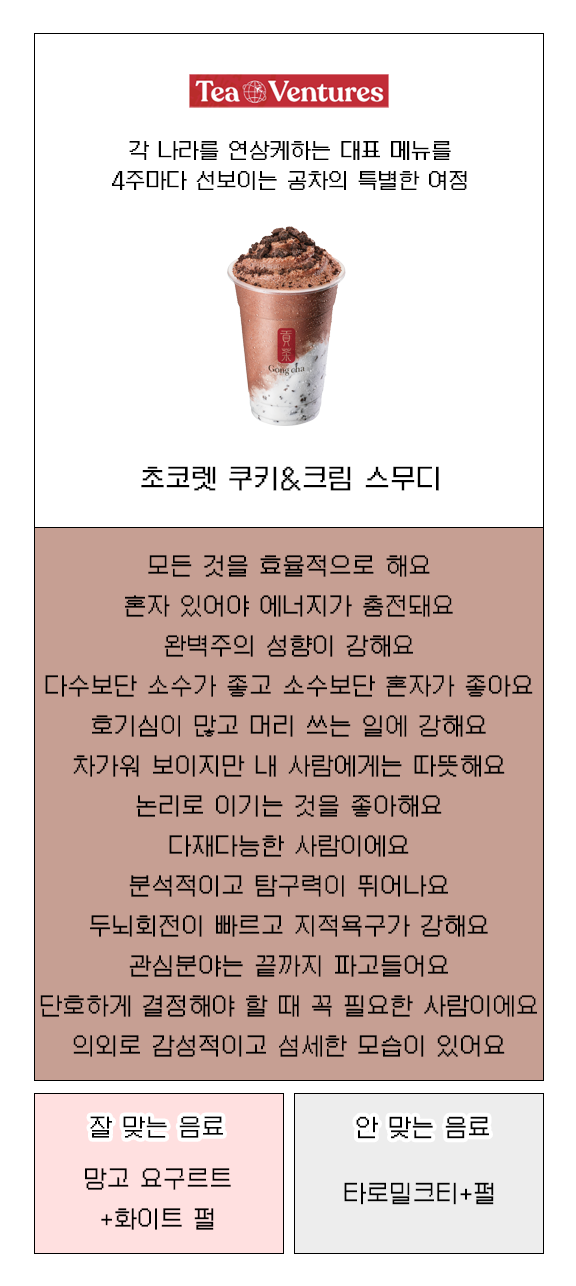 Tea Ventures
각 나라를 연상케하는 대표 메뉴를
4주마다 선보이는 공차의 특별한 여정
貢茶
Gong cha
초코렛 쿠키&크림 스무디
모든 것을 효율적으로 해요
혼자 있어야 에너지가 충전돼요
완벽주의 성향이 강해요
다수보단 소수가 좋고 소수보단 혼자가 좋아요
호기심이 많고 머리 쓰는 일에 강해요
차가워 보이지만 내 사람에게는 따뜻해요
논리로 이기는 것을 좋아해요
다재다능한 사람이에요
분석적이고 탐구력이 뛰어나요
두뇌회전이 빠르고 지적욕구가 강해요
관심분야는 끝까지 파고들어요
단호하게 결정해야 할 때 꼭 필요한 사람이에요
의외로 감성적이고 섬세한 모습이 있어요
잘 맞는 음료
망고 요구르트
+화이트 펄
안 맞는 음료
타로밀크티+펄